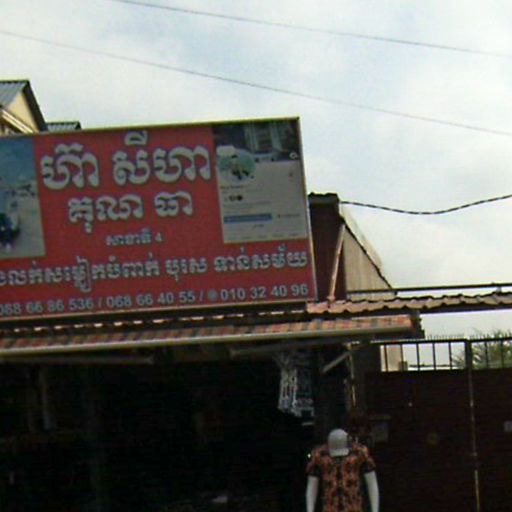 ហ៊ា សីហា
គុណ ធា
សាខាទី 4
លក់សម្លៀកបំពាក់ បុរស ទាន់សម័យ
088 66 86 536 / 068 66 40 55 / 010 32 40 96